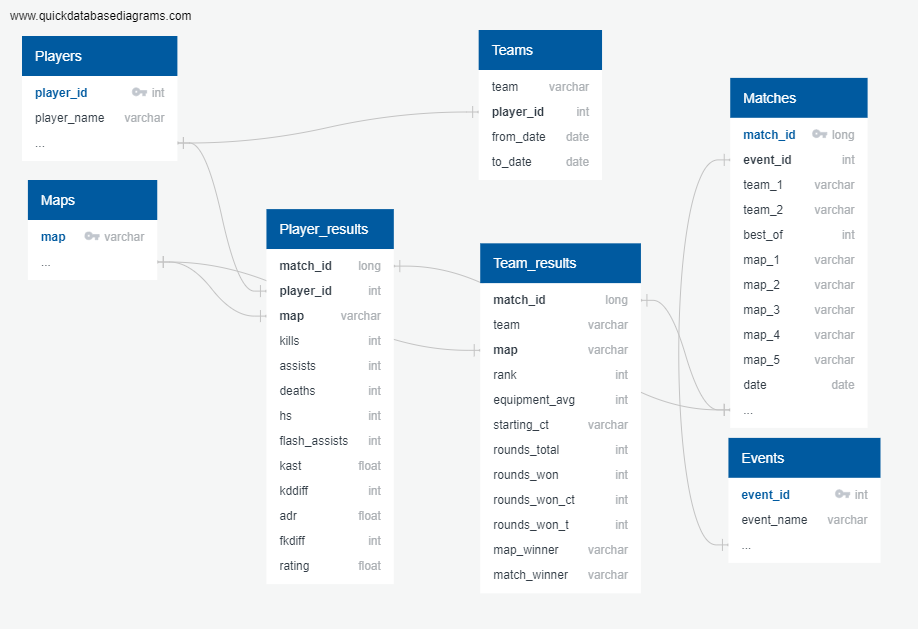 www.quickdatabasediagrams.com
Players
player_id int
player_name varchar
...
Maps
map varchar
...
Player_results
match_id long
player_id int
map varchar
kills int
assists int
deaths int
hs int
flash_assists int
kast float
kddiff int
adr float
fkdiff int
rating float
Teams
team varchar
player_id int
from_date date
to_date date
Team_results
match_id long
team varchar
map varchar
rank int
equipment_avg int
starting_ct varchar
rounds_total int
rounds_won int
rounds_won_ct int
rounds_won_t int
map_winner varchar
match_winner varchar
Matches
match_id long
event_id int
team_1 varchar
team_2 varchar
best_of int
map_1 varchar
map_2 varchar
map_3 varchar
map_4 varchar
map_5 varchar
date date
...
Events
event_id int
event_name varchar
...